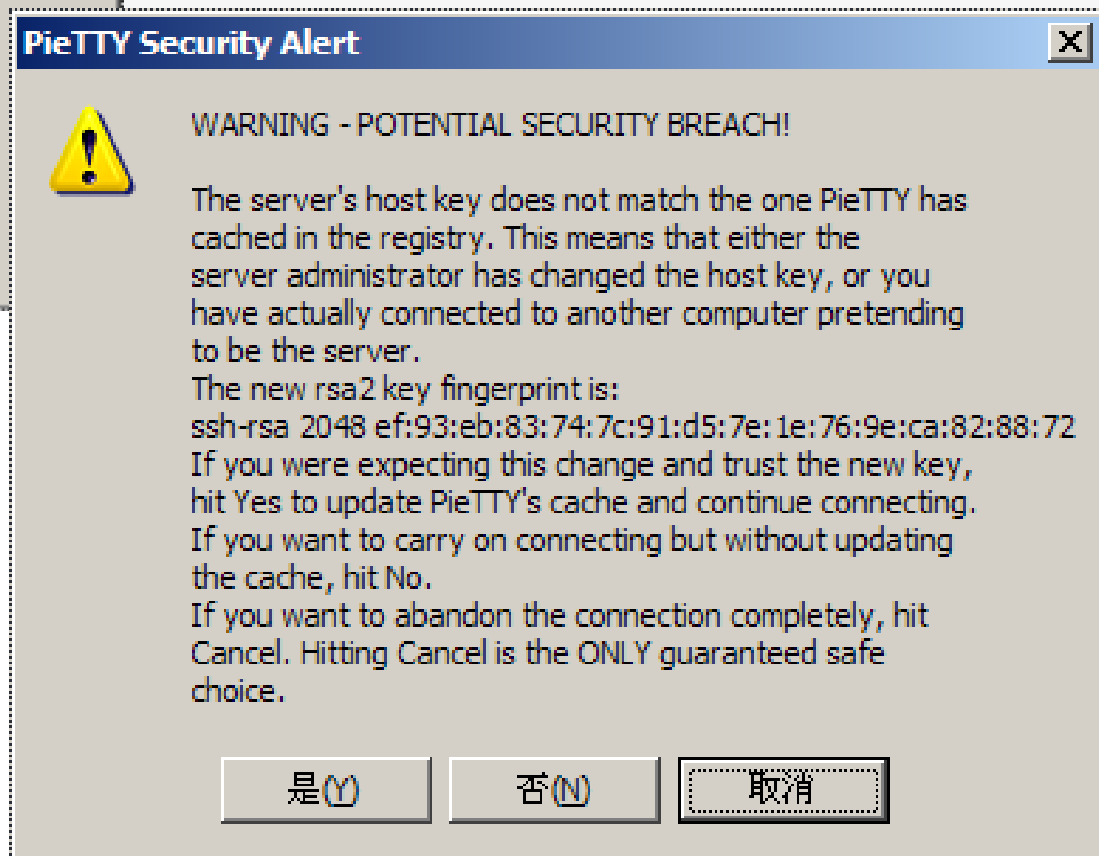 PieTTY Security Alert
WARNING - POTENTIAL SECURITY BREACH!
The server's host key does not match the one PieTTY has
cached in the registry. This means that either the
server administrator has changed the host key, or you
have actually connected to another computer pretending
to be the server.
The new rsa2 key fingerprint is:
ssh-rsa 2048 ef:93:eb:83:74:7c:91:d5:7e:1e:76:9e:ca:82:88:72
If you were expecting this change and trust the new key,
hit Yes to update PieTTY's cache and continue connecting.
If you want to carry on connecting but without updating
the cache, hit No.
If you want to abandon the connection completely, hit
Cancel. Hitting Cancel is the ONLY guaranteed safe
choice.
是(Y) 否(N) 取消